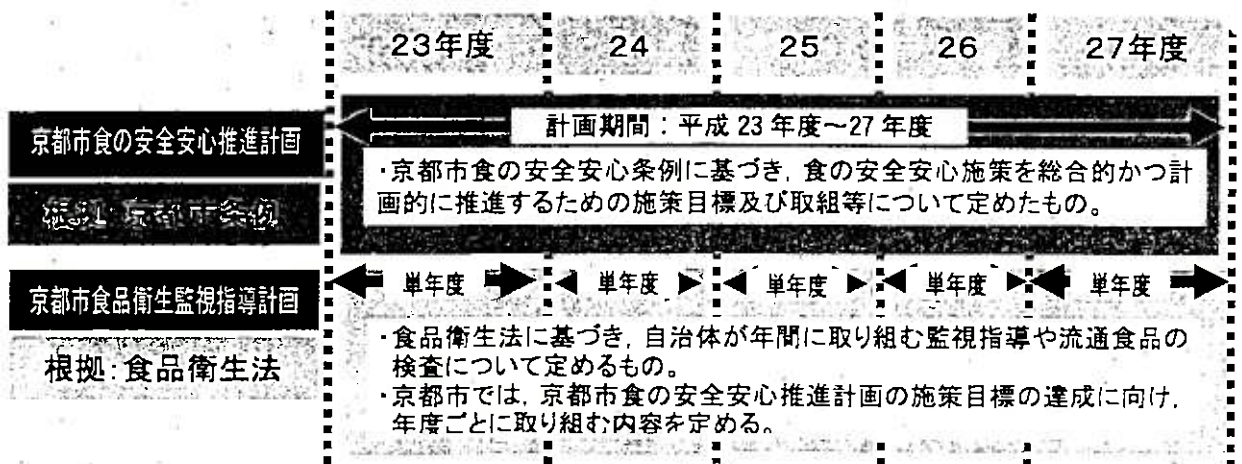 23年度 24 25 26 27年度
京都市食の安全安心推進計画
計画期間：平成 23 年度～27 年度
・京都市食の安全安心条例に基づき，食の安全安心施策を総合的かつ計
画的に推進するための施策目標及び取組等について定めたもの。
根拠:京都市条例
京都市食品衛生監視指導計画
単年度 単年度 単年度 単年度 単年度
根拠:食品衛生法
・食品衛生法に基づき，自治体が年間に取り組む監視指導や流通食品の
検査について定めるもの。
・京都市では，京都市食の安全安心推進計画の施策目標の達成に向け，
年度ごとに取り組む内容を定める。